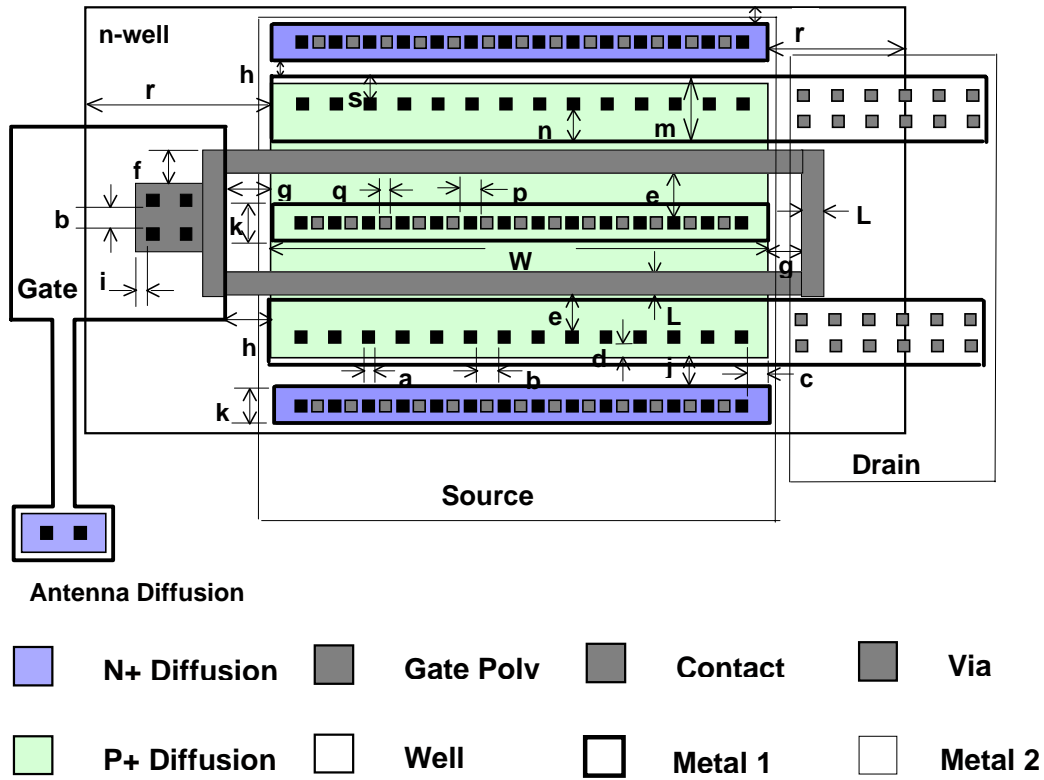 n-well
r
h
r
s
n
m
f
g
q
p
e
b
k
L
W
g
i
Gate
e
L
h
d
j
a
b
c
k
Drain
Source
Antenna Diffusion
N+ Diffusion
Gate Polv
Contact
Via
P+ Diffusion
Well
Metal 1
Metal 2